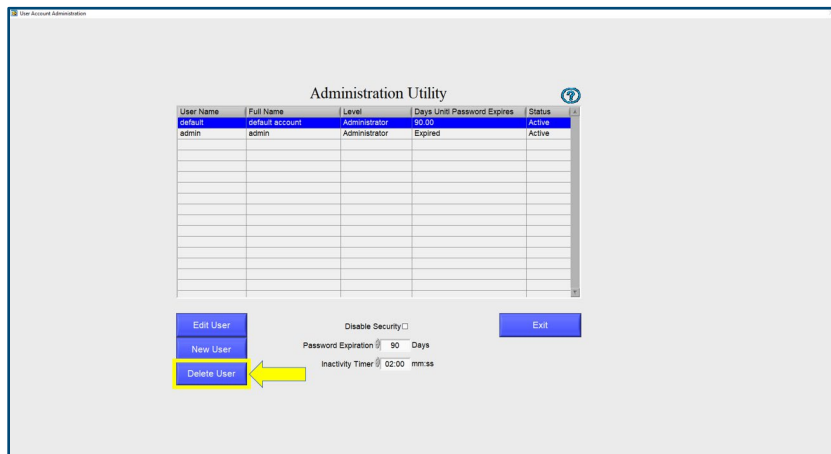 User Account Administration
Administration Utility
?
User Name Full Name Level Days Unitl Password Expires Status
default default account Administrator 90.00 Active
admin admin Administrator Expired Active
Edit User
Disable Security
Exit
New User
Password Expiration 90 Days
Delete User
Inactivity Timer 02:00 mm:ss